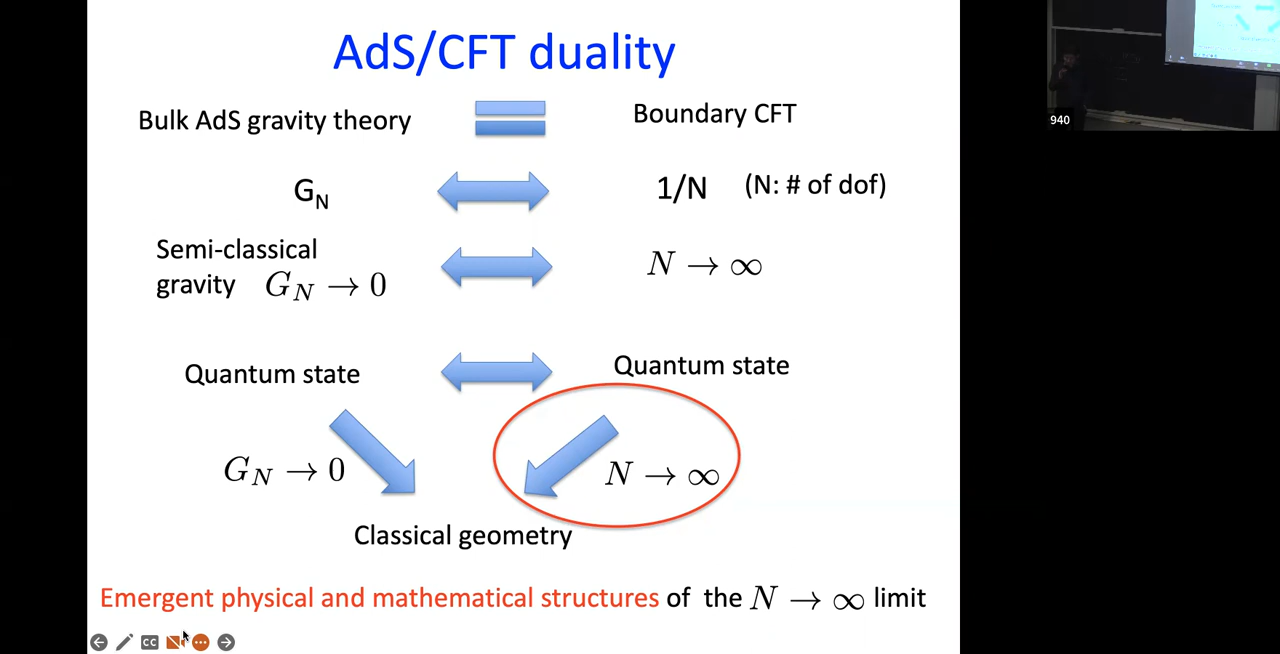 AdS/CFT duality
Bulk AdS gravity theory
Boundary CFT
G_N
1/N (N: # of dof)
Semi-classical
gravity G_N → 0
N → ∞
Quantum state
Quantum state
G_N → 0
N → ∞
Classical geometry
Emergent physical and mathematical structures of the N → ∞ limit
CC
940